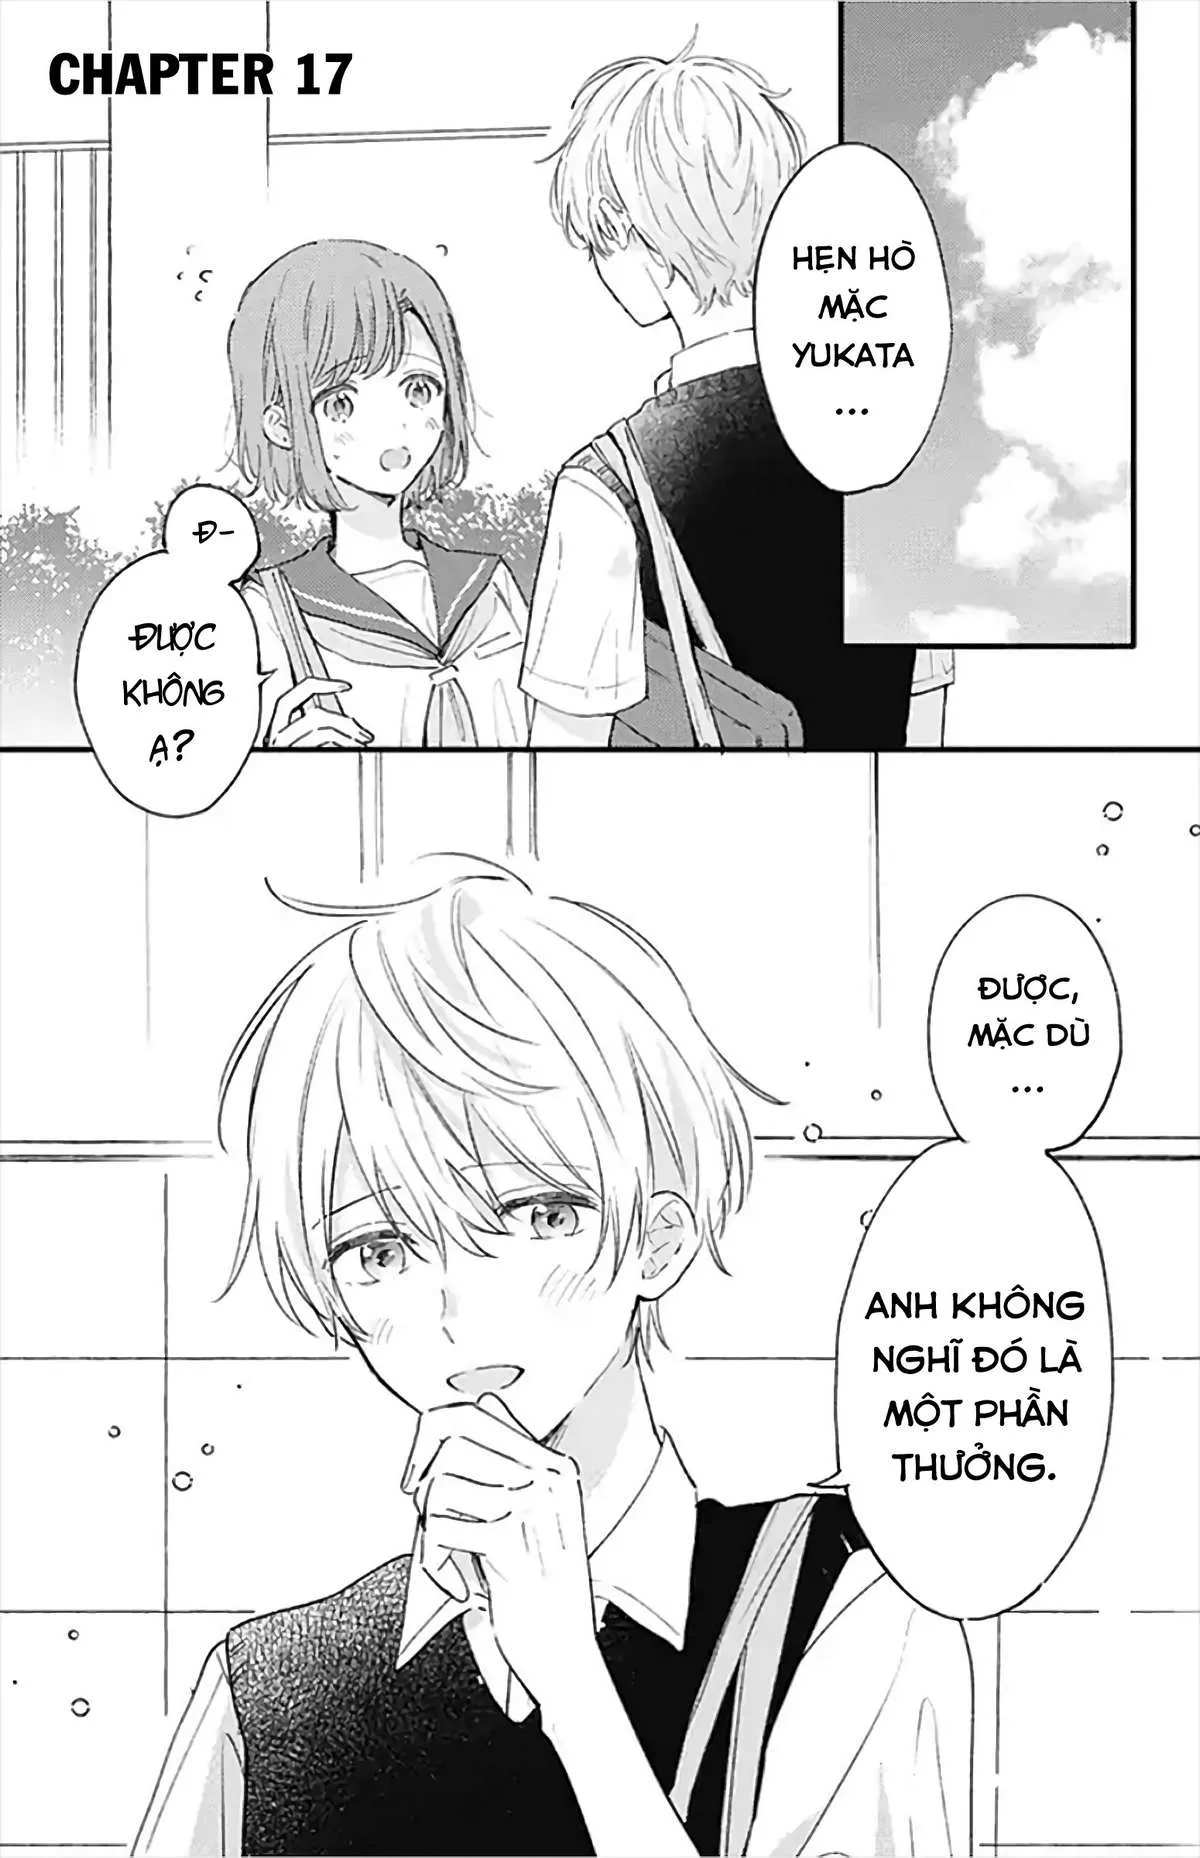 CHAPTER 17
HẸN HÒ
MẶC
YUKATA
...
Đ-
ĐƯỢC
KHÔNG
Ạ?
ĐƯỢC,
MẶC DÙ
...
ANH KHÔNG
NGHĨ ĐÓ LÀ
MỘT PHẦN
THƯỞNG.